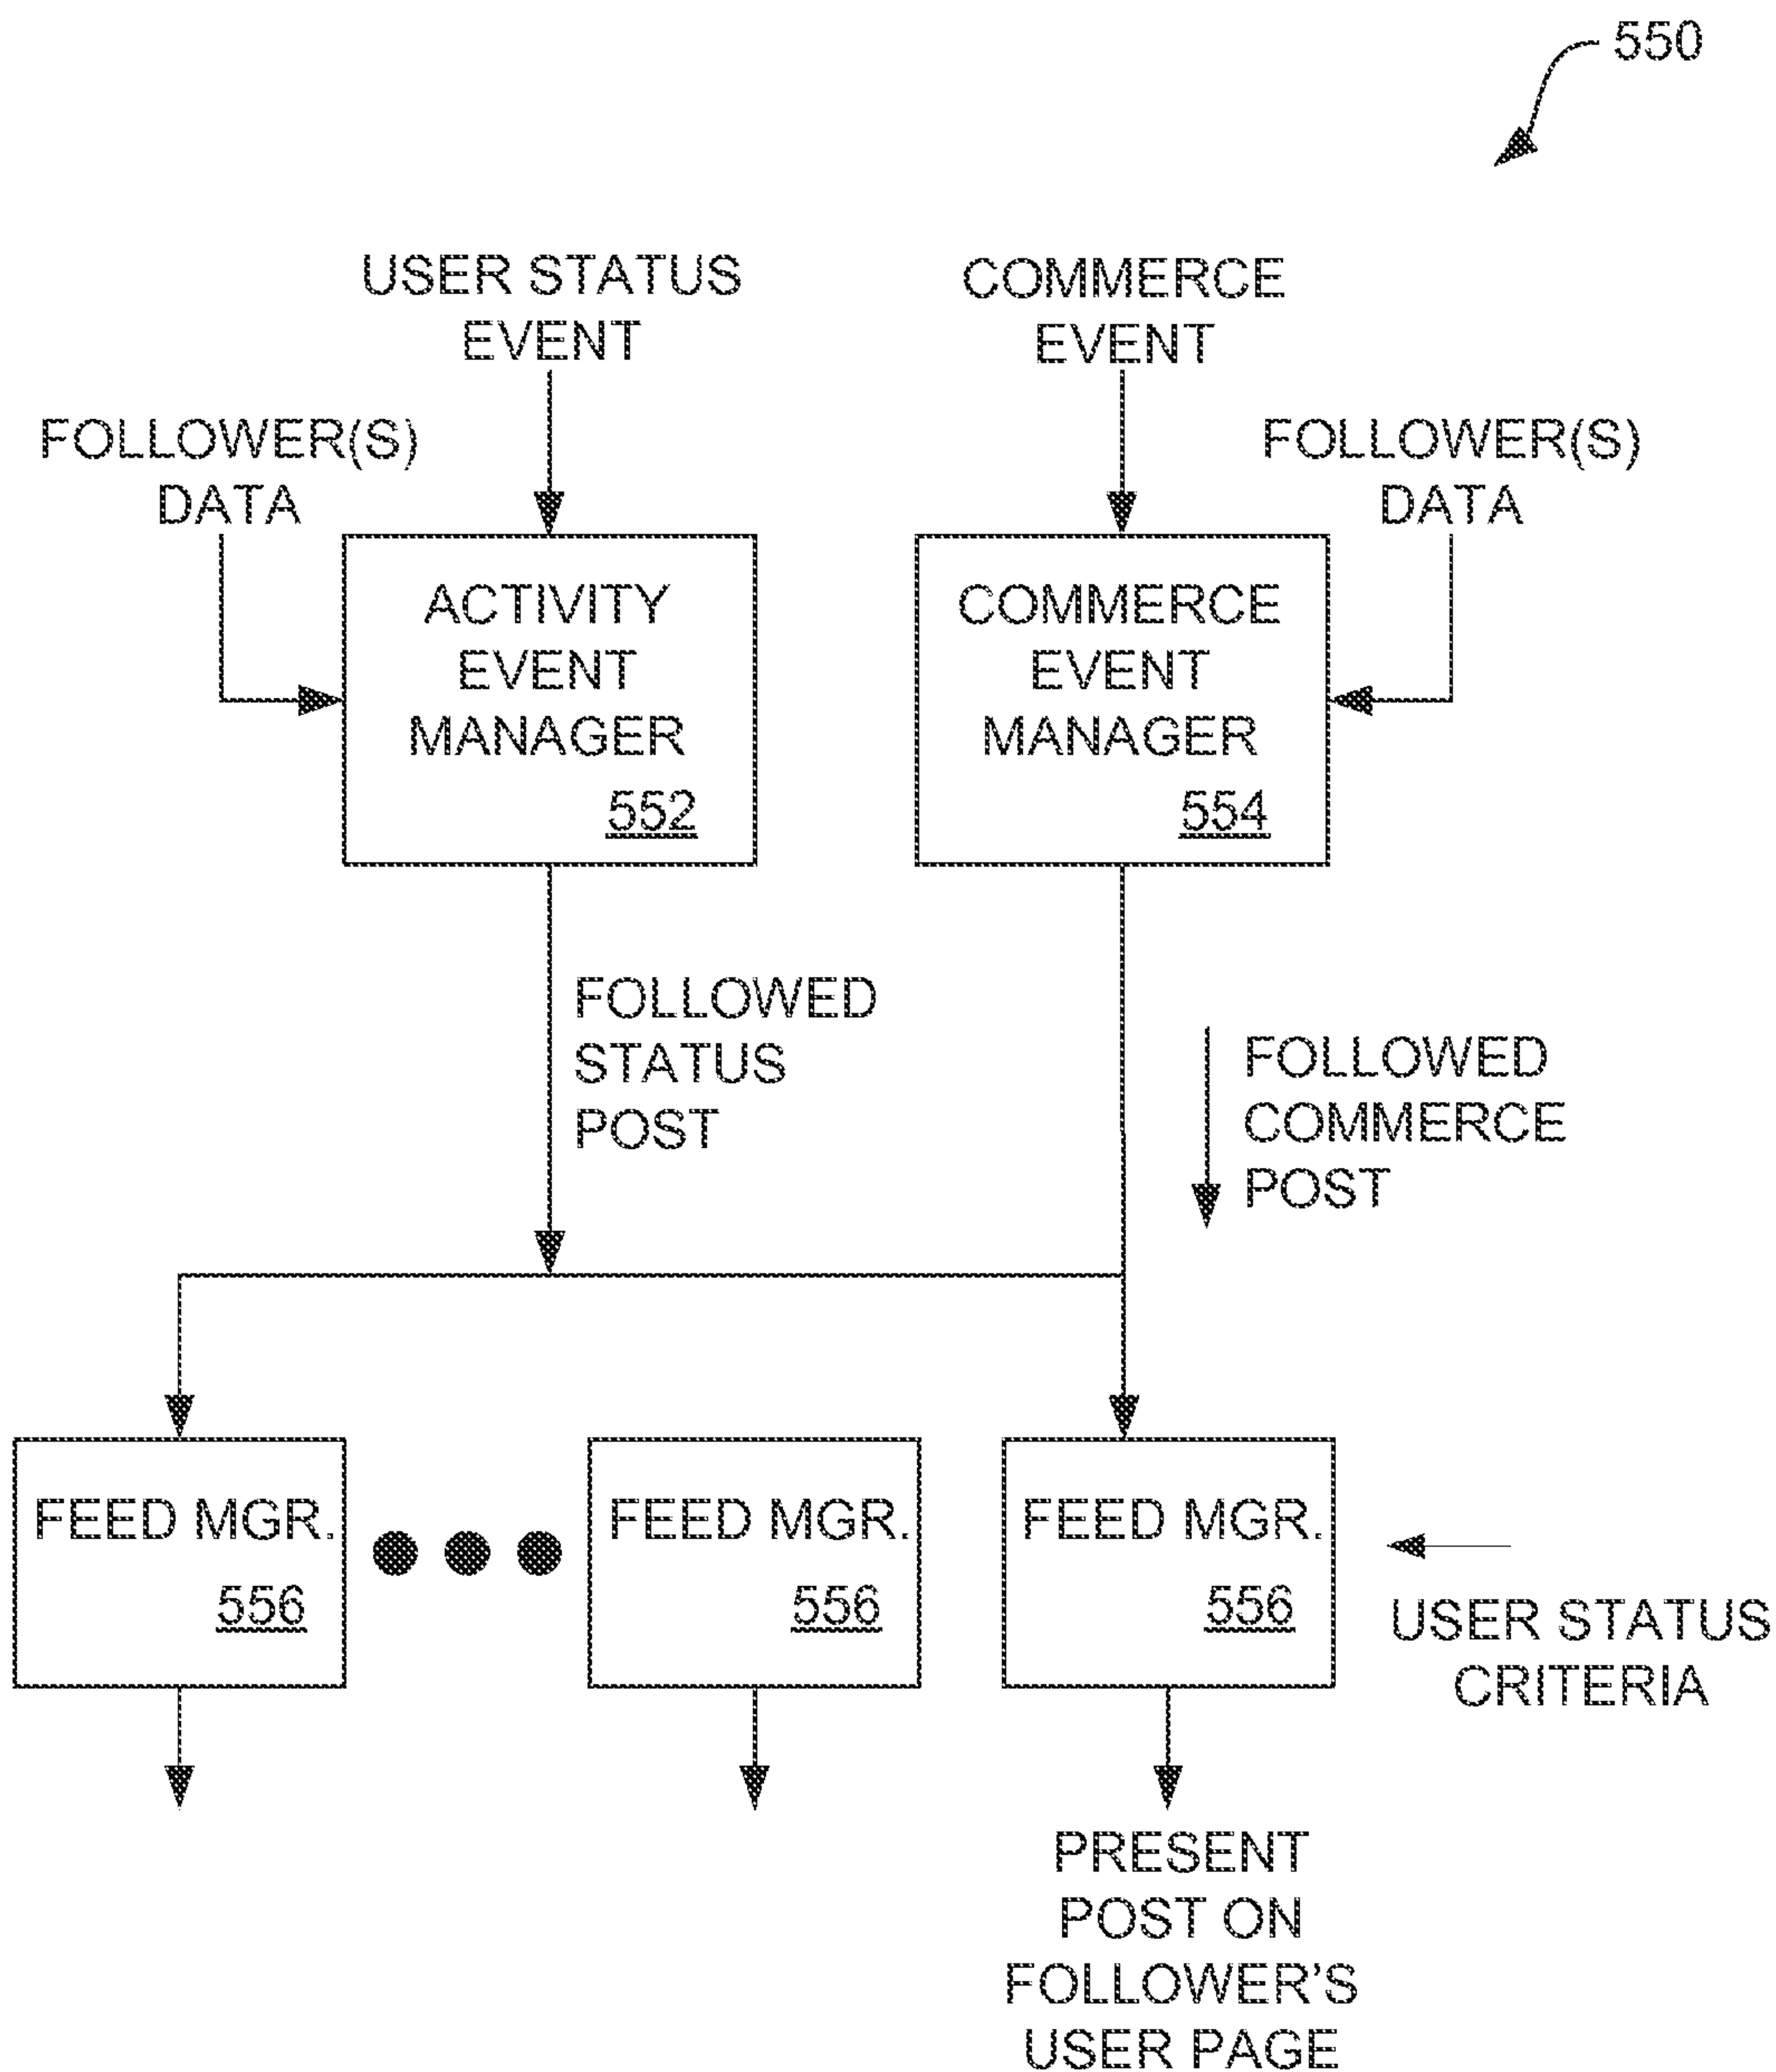 550
USER STATUS
EVENT
COMMERCE
EVENT
FOLLOWER(S)
DATA
FOLLOWER(S)
DATA
ACTIVITY
EVENT
MANAGER
552
COMMERCE
EVENT
MANAGER
554
FOLLOWED
STATUS
POST
FOLLOWED
COMMERCE
POST
FEED MGR.
556
FEED MGR.
556
FEED MGR.
556
USER STATUS
CRITERIA
PRESENT
POST ON
FOLLOWER'S
USER PAGE